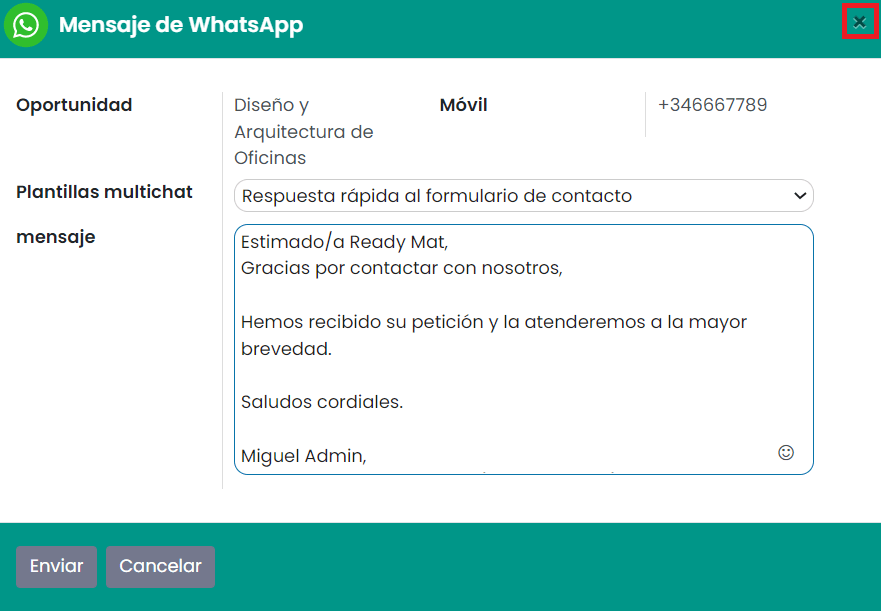 Mensaje de WhatsApp
Oportunidad
Diseño y
Arquitectura de
Oficinas
Móvil
+346667789
Plantillas multichat
Respuesta rápida al formulario de contacto
mensaje
Estimado/a Ready Mat,
Gracias por contactar con nosotros,
Hemos recibido su petición y la atenderemos a la mayor
brevedad.
Saludos cordiales.
Miguel Admin,
Enviar
Cancelar